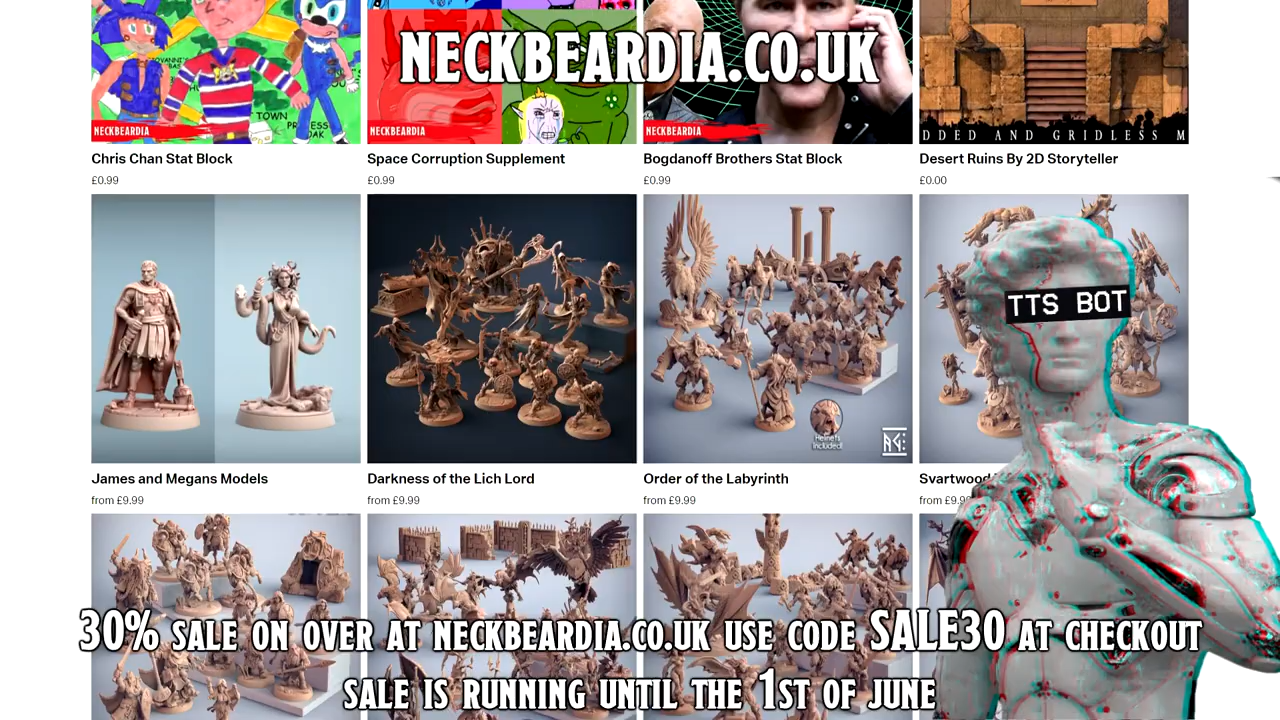 NECKBEARDIA.CO.UK
TOWN
NECKBEARDIA
NECKBEARDIA
NECKBEARDIA
DDED AND GRIDLESS M
Chris Chan Stat Block
Space Corruption Supplement
Bogdanoff Brothers Stat Block
Desert Ruins By 2D Storyteller
£0.99
£0.99
£0.99
£0.00
TTS BOT
Helmets
Included!
James and Megans Models
Darkness of the Lich Lord
Order of the Labyrinth
Svartwood
from £9.99
from £9.99
from £9.99
from £9.99
30% SALE ON OVER AT NECKBEARDIA.CO.UK USE CODE SALE30 AT CHECKOUT
SALE IS RUNNING UNTIL THE 1ST OF JUNE